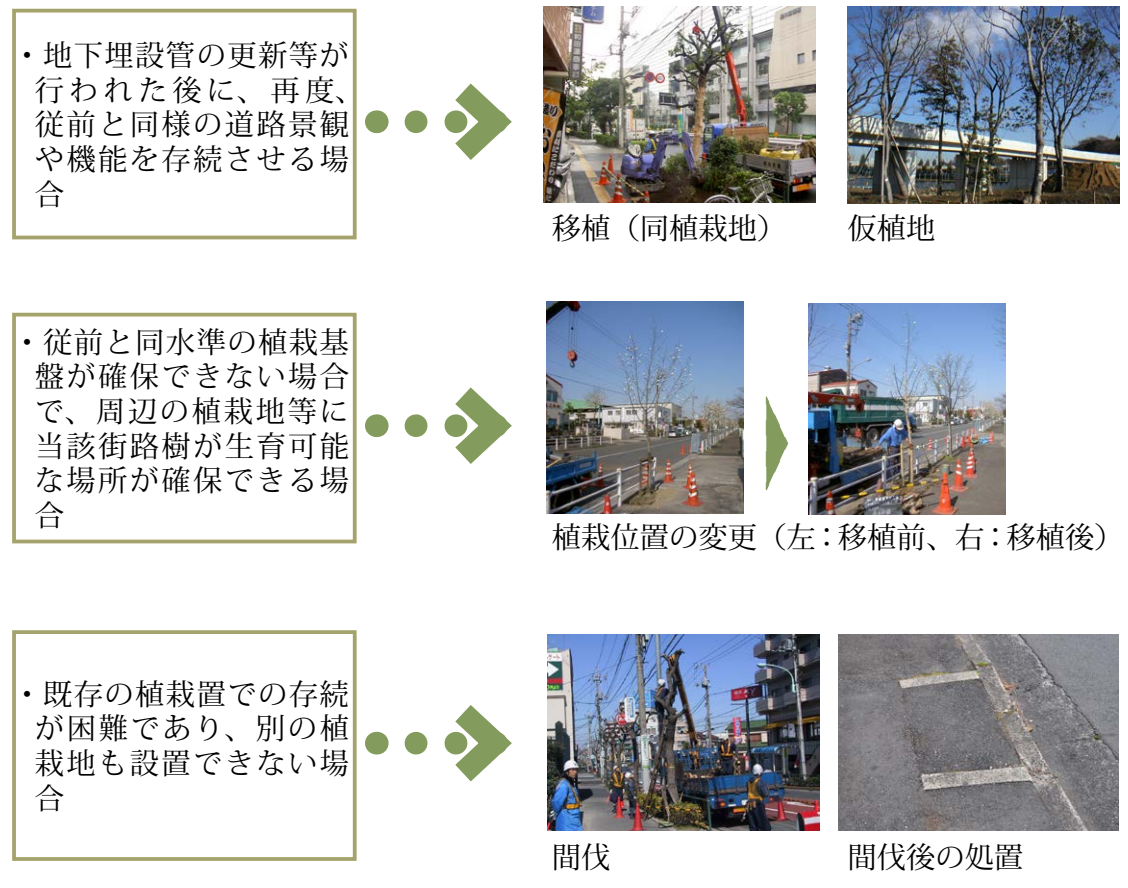 ・地下埋設管の更新等が
行われた後に、再度、
従前と同様の道路景観
や機能を存続させる場
合
移植（同植栽地）
仮植地
・従前と同水準の植栽基
盤が確保できない場合
で、周辺の植栽地等に
当該街路樹が生育可能
な場所が確保できる場
合
植栽位置の変更（左：移植前、右：移植後）
・既存の植栽置での存続
が困難であり、別の植
栽地も設置できない場
合
間伐
間伐後の処置